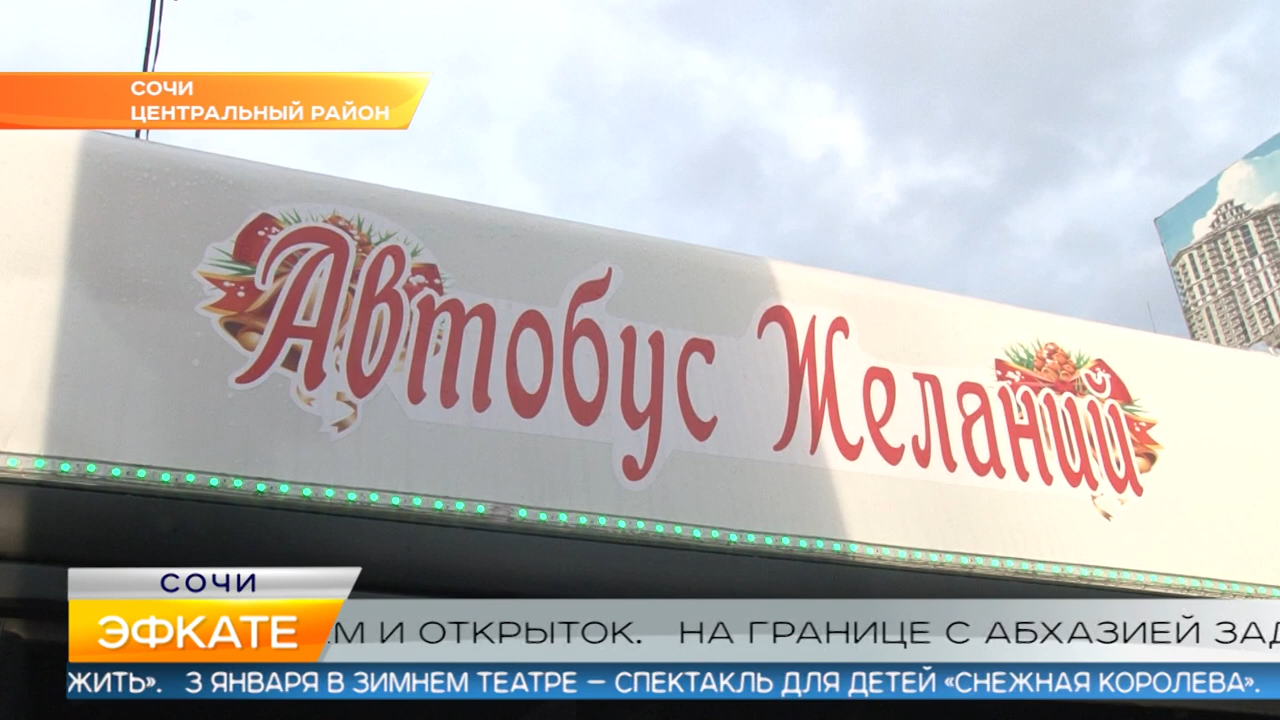 СОЧИ
ЦЕНТРАЛЬНЫЙ РАЙОН
Автобус Желаний
СОЧИ
ЭФКАТЕ
И ОТКРЫТОК. НА ГРАНИЦЕ С АБХАЗИЕЙ
ЖИТЬ». 3 ЯНВАРЯ В ЗИМНЕМ ТЕАТРЕ – СПЕКТАКЛЬ ДЛЯ ДЕТЕЙ «СНЕЖНАЯ КОРОЛЕВА».